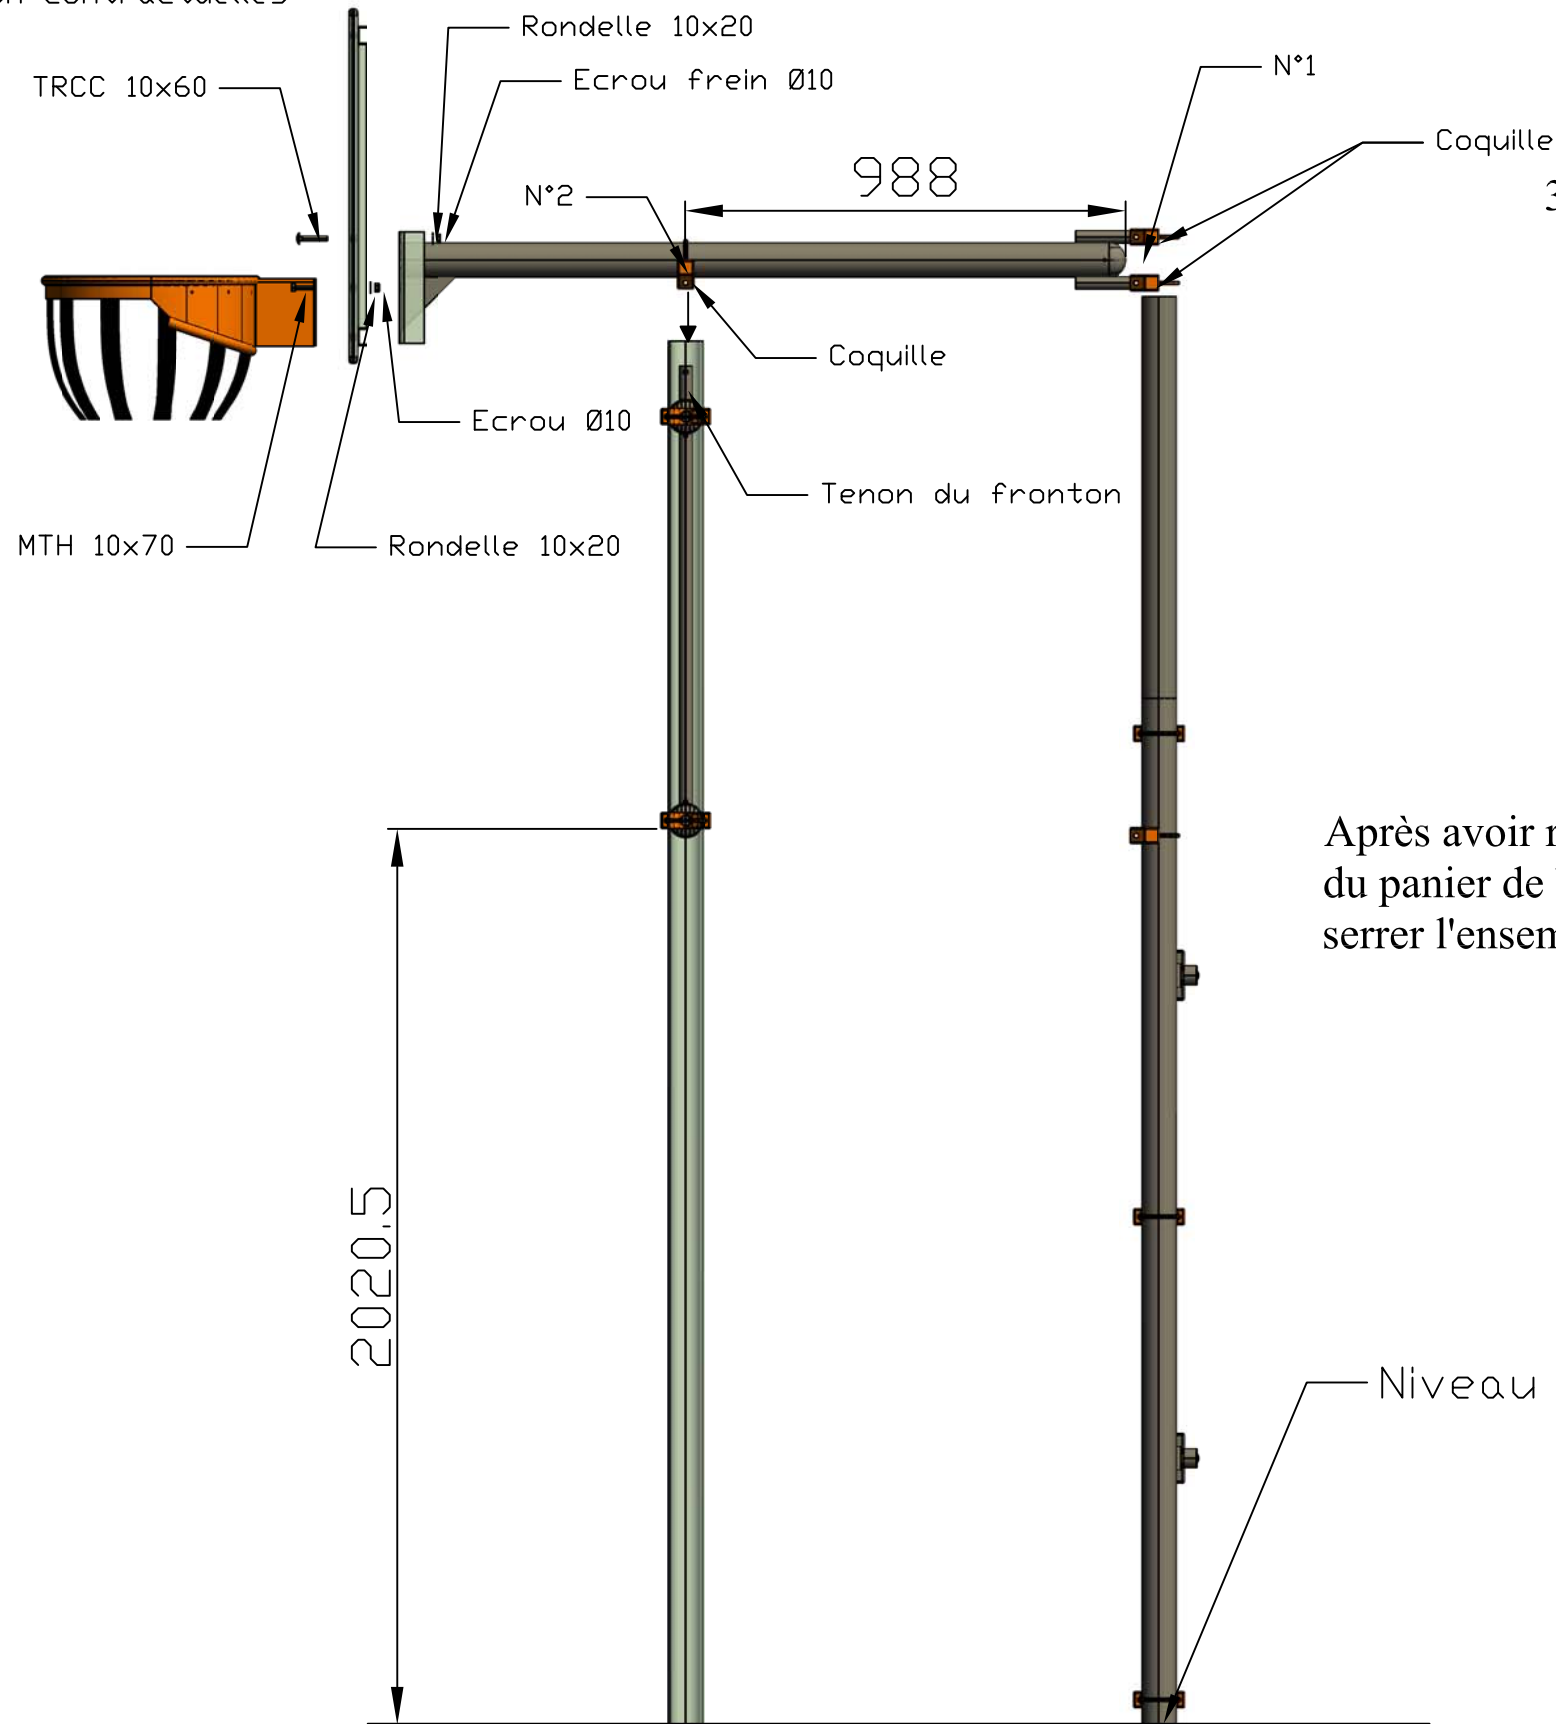 Rondelle 10x20
TRCC 10x60
Ecrou frein Ø10
N°1
Coquille
988
N°2
Coquille
Ecrou Ø10
Tenon du fronton
MTH 10x70
Rondelle 10x20
Après avoir
du panier de
serrer
2020.5
Niveau